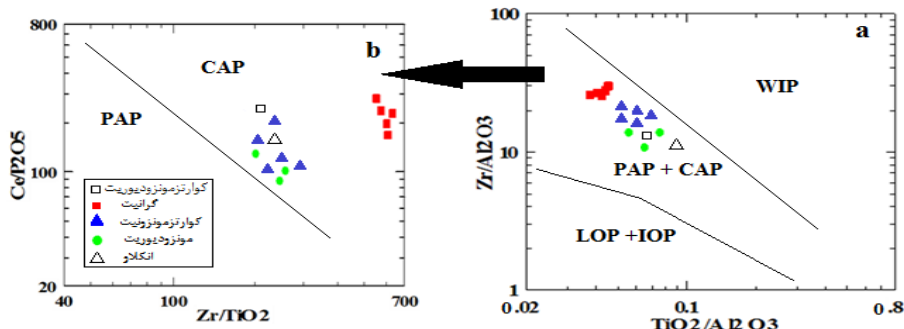 800
b
CAP
PAP
Ce/P2O5
100
کوارتزمونزودیوریت
گرانیت
کوارتزمونزونیت
مونزودیوریت
انکلاو
20
40
100
700
Zr/TiO2
100
a
WIP
Zr/Al2O3
10
PAP + CAP
LOP +IOP
1
0.02
0.1
0.8
TiO2/Al2O3